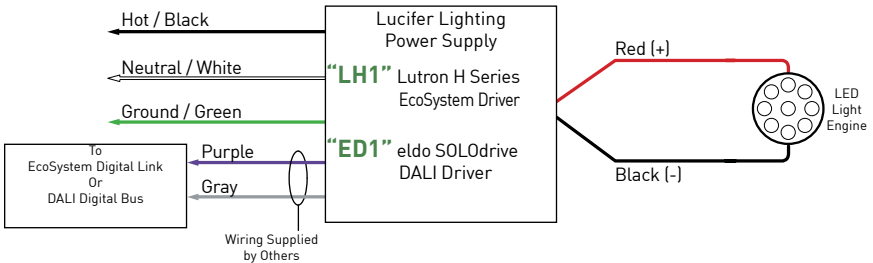 Hot / Black
Neutral / White
Ground / Green
Purple
Gray
To
EcoSystem Digital Link
Or
DALI Digital Bus
Wiring Supplied
by Others
Lucifer Lighting
Power Supply
“LH1” Lutron H Series
EcoSystem Driver
“ED1” eldo SOLOdrive
DALI Driver
Red (+)
Black (-)
LED
Light
Engine